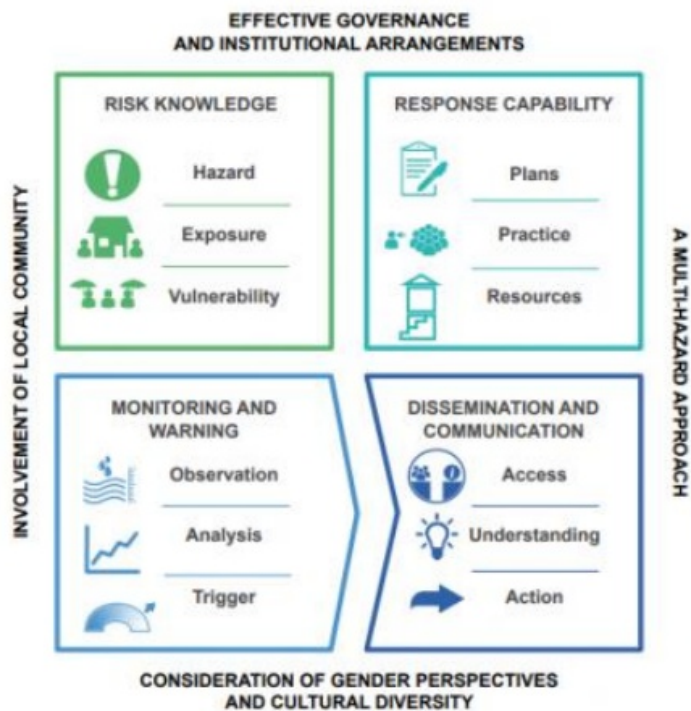 EFFECTIVE GOVERNANCE
AND INSTITUTIONAL ARRANGEMENTS
INVOLVEMENT OF LOCAL COMMUNITY
RISK KNOWLEDGE
Hazard
Exposure
Vulnerability
RESPONSE CAPABILITY
Plans
Practice
Resources
MONITORING AND
WARNING
Observation
Analysis
Trigger
DISSEMINATION AND
COMMUNICATION
Access
Understanding
Action
A MULTI-HAZARD APPROACH
CONSIDERATION OF GENDER PERSPECTIVES
AND CULTURAL DIVERSITY